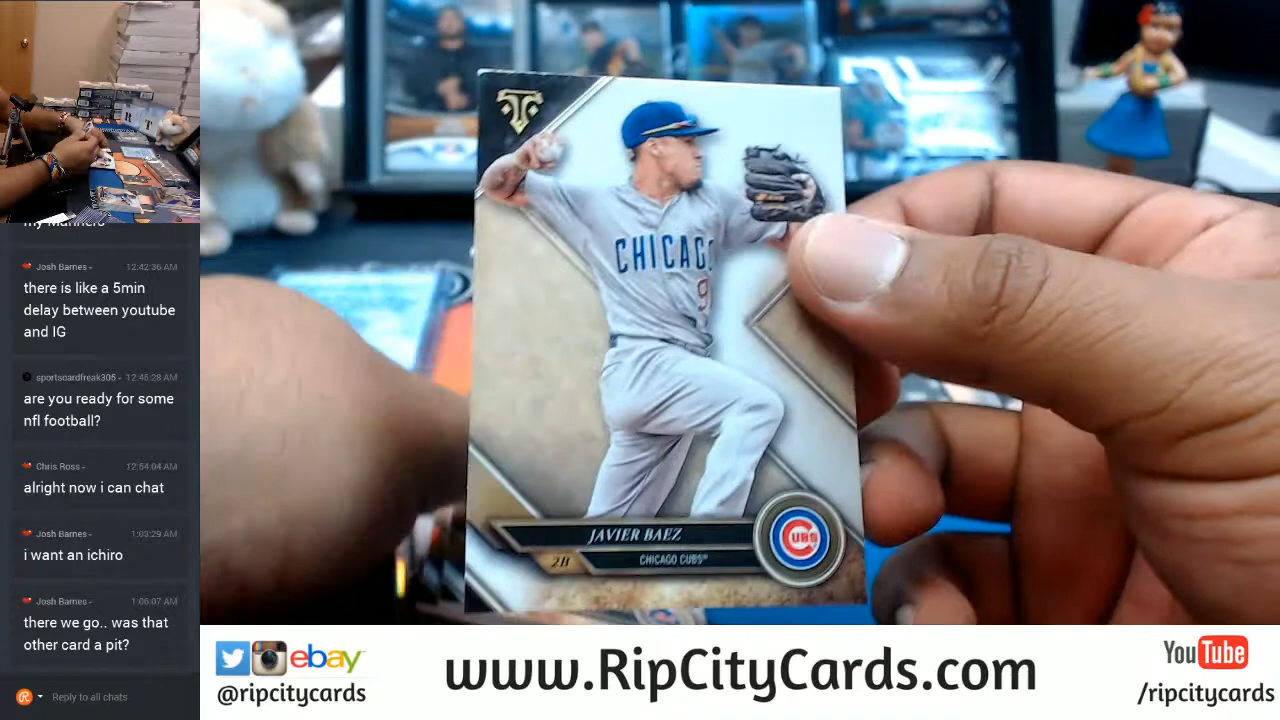 my Manners
Josh Barnes - 12:42:36 AM
there is like a 5min
delay between youtube
and IG
sportscardfreak305 - 12:45:28 AM
are you ready for some
nfl football?
Chris Ross - 12:54:04 AM
alright now i can chat
Josh Barnes - 1:03:29 AM
i want an ichiro
Josh Barnes - 1:06:07 AM
there we go.. was that
other card a pit?
Reply to all chats
CHICAGO
9
JAVIER BAEZ
2B
CHICAGO CUBS
CUBS
ebay
@ripcitycards
www.RipCityCards.com
YouTube
/ripcitycards